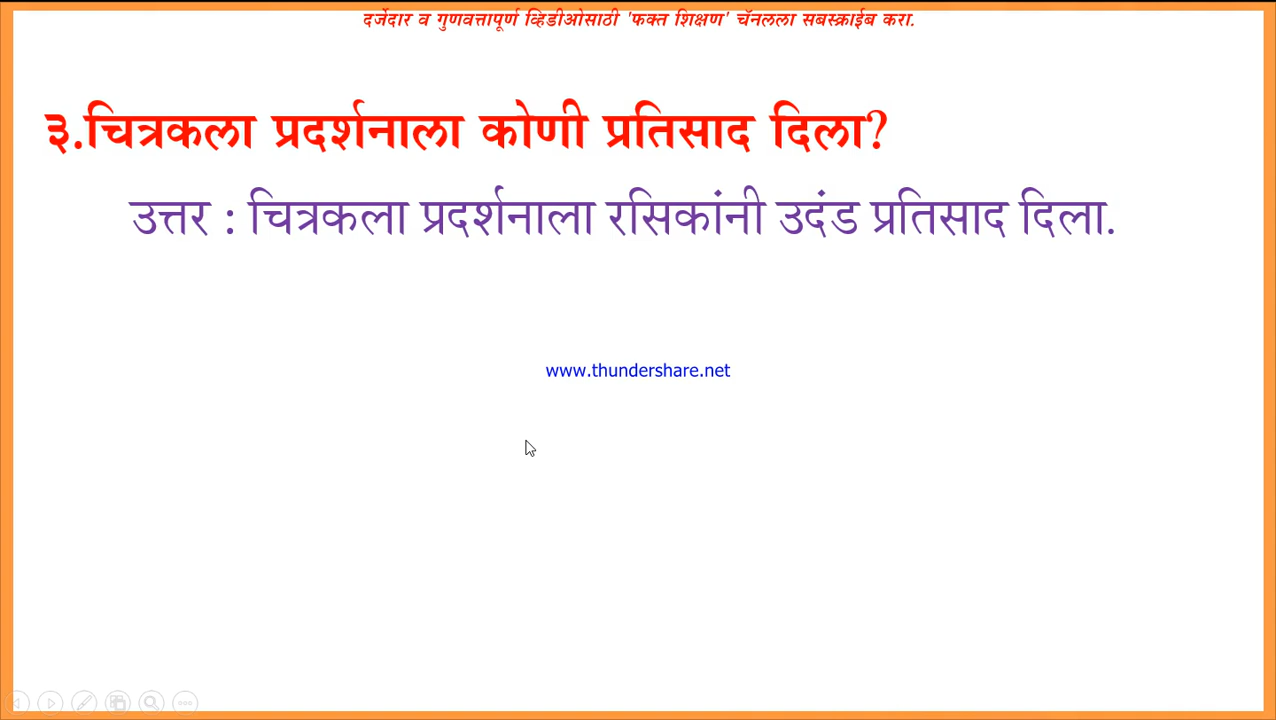 दर्जेदार व गुणवत्तापूर्ण व्हिडीओसाठी 'फक्त शिक्षण' चॅनलला सबस्क्राईब करा.
३.चित्रकला प्रदर्शनाला कोणी प्रतिसाद दिला?
उत्तर : चित्रकला प्रदर्शनाला रसिकांनी उदंड प्रतिसाद दिला.
www.thundershare.net